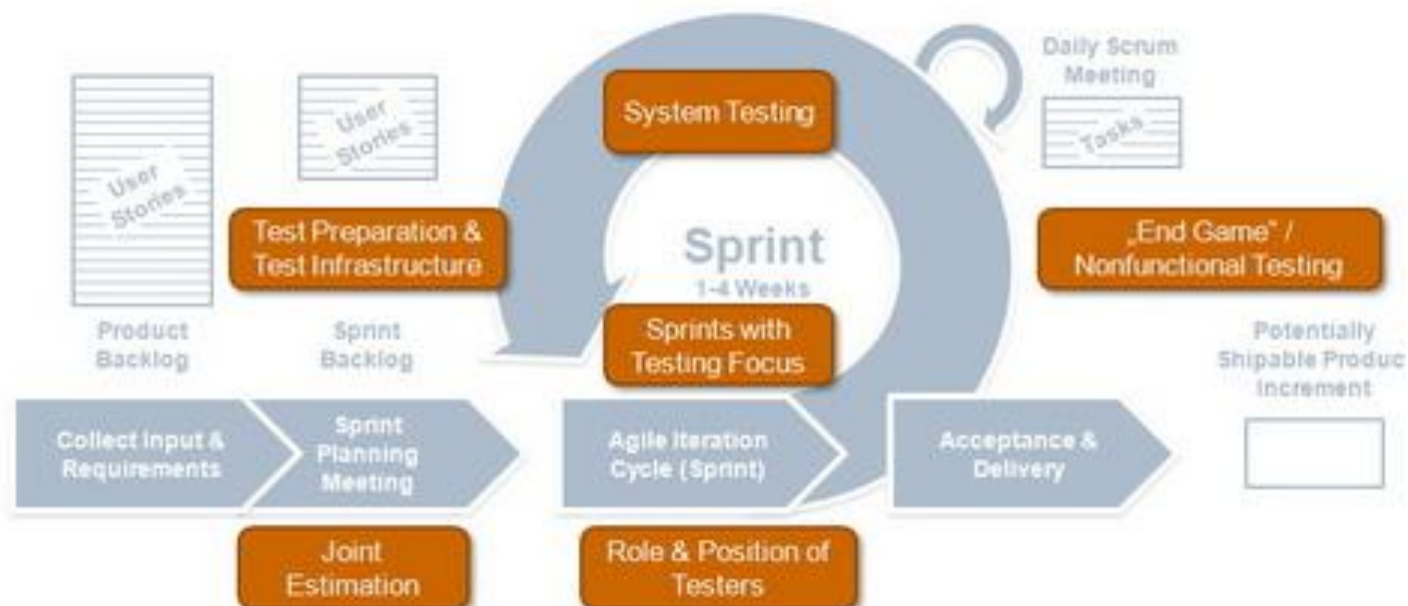 Daily Scrum
Meeting
System Testing
User
Stories
Tasks
User
Stories
Test Preparation &
Test Infrastructure
Sprint
1-4 Weeks
„End Game" /
Nonfunctional Testing
Sprints with
Testing Focus
Product
Backlog
Sprint
Backlog
Potentially
Shipable Produc
Increment
Collect Input &
Requirements
Sprint
Planning
Meeting
Agile Iteration
Cycle (Sprint)
Acceptance &
Delivery
Joint
Estimation
Role & Position of
Testers